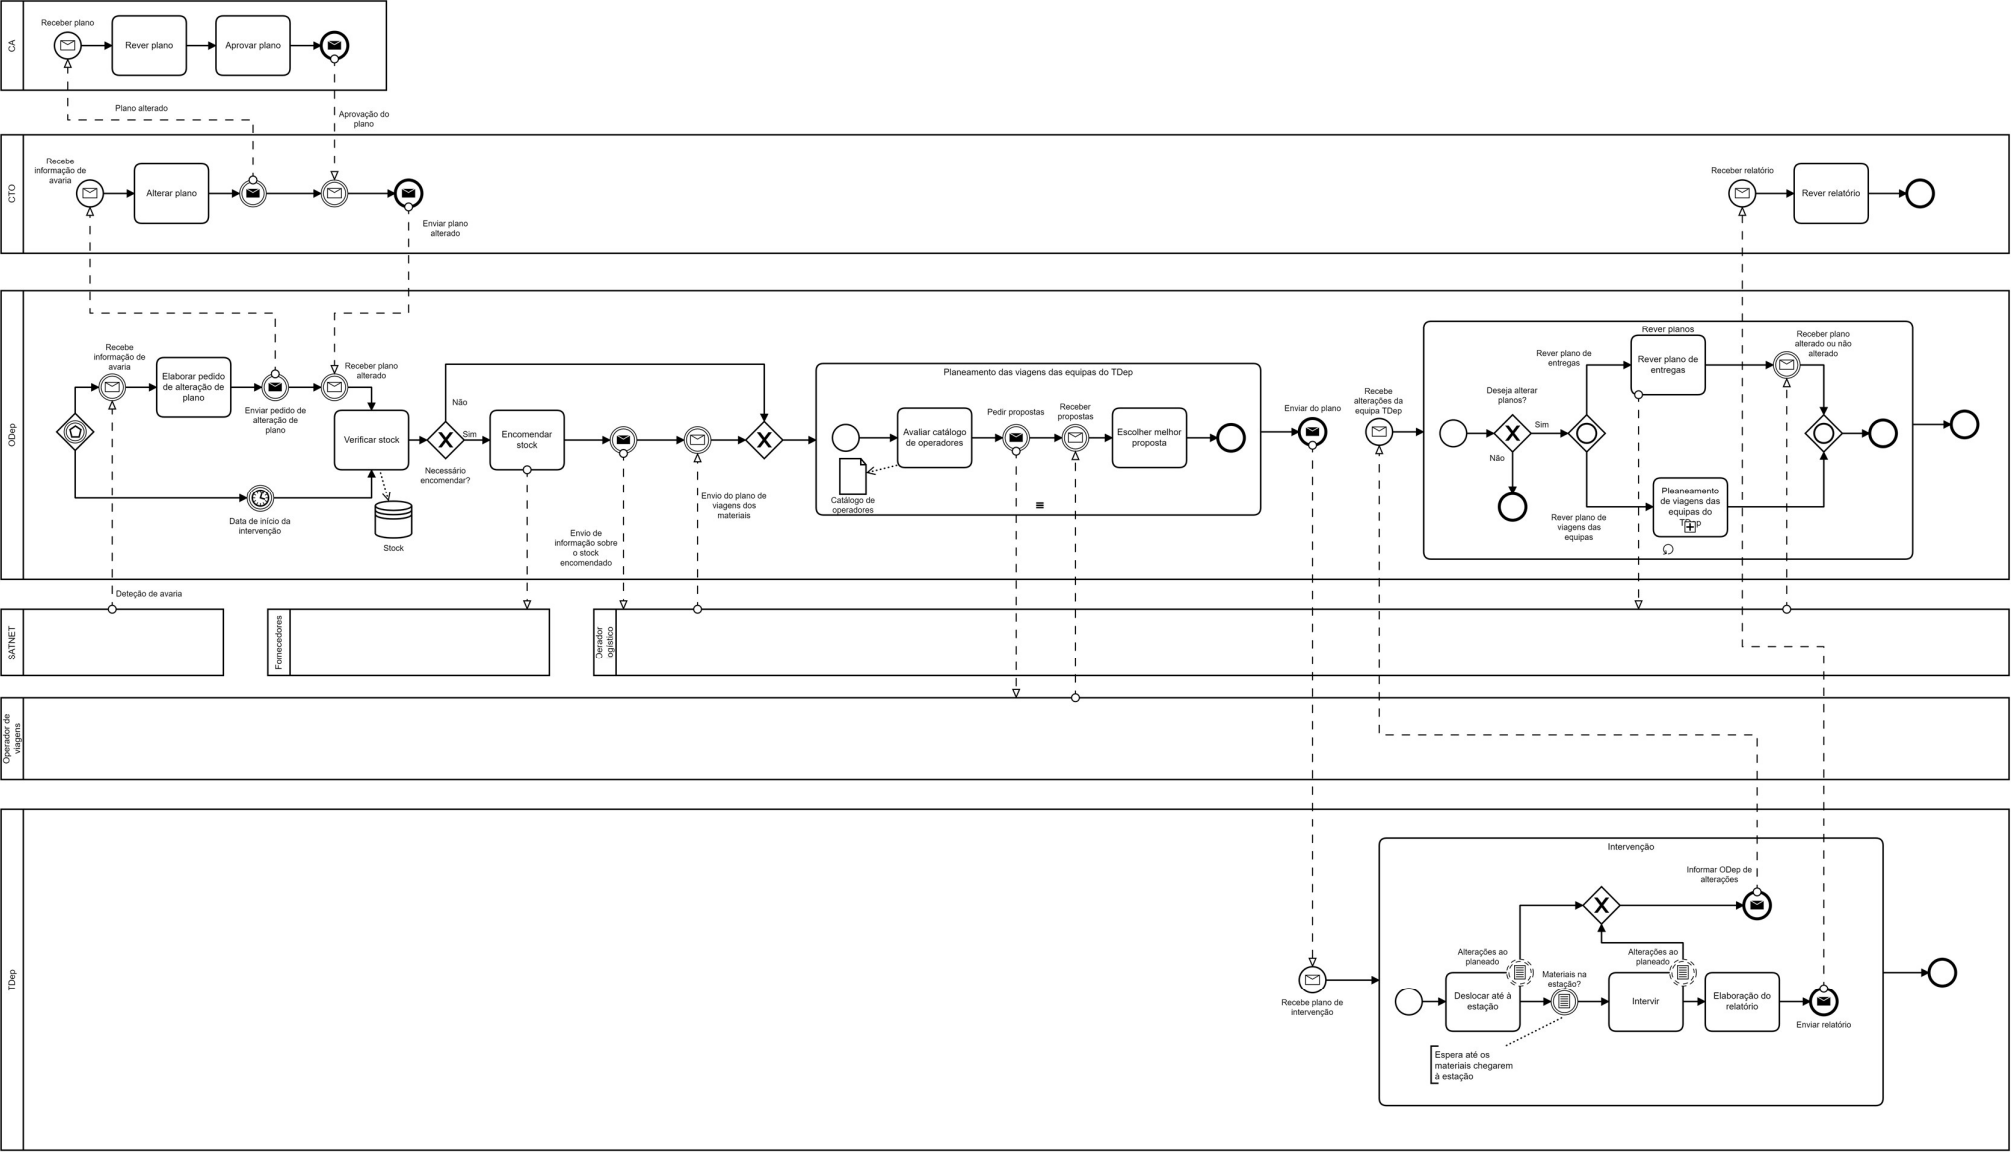 CA
Receber plano
Rever plano
Aprovar plano
Plano alterado
Aprovação do
plano
CTO
Recebe
informação de
avaria
Alterar plano
Enviar plano
alterado
Receber relatório
Rever relatório
ODep
Recebe
informação de
avaria
Elaborar pedido
de alteração de
plano
Enviar pedido de
alteração de
plano
Receber plano
alterado
Data de início da
intervenção
Verificar stock
Stock
Não
Sim
Necessário
encomendar?
Encomendar
stock
Envio de
informação sobre
o stock
encomendado
Envio do plano de
viagens dos
materiais
Planeamento das viagens das equipas do TDep
Avaliar catálogo
de operadores
Catálogo de
operadores
Pedir propostas
Receber
propostas
Escolher melhor
proposta
Enviar do plano
Recebe
alterações da
equipa TDep
Rever planos
Deseja alterar
planos?
Sim
Não
Rever plano de
entregas
Rever plano de
entregas
Rever plano de
viagens das
equipas
Planeamento
de viagens das
equipas do
TDep
Receber plano
alterado ou não
alterado
Deteção de avaria
SATNET
Fornecedores
Operador de
viagens
TDep
Recebe plano de
intervenção
Intervenção
Informar ODep de
alterações
Alterações ao
planeado
Alterações ao
planeado
Materiais na
estação?
Deslocar até à
estação
Intervir
Elaboração do
relatório
Enviar relatório
Espera até os
materiais chegarem
à estação